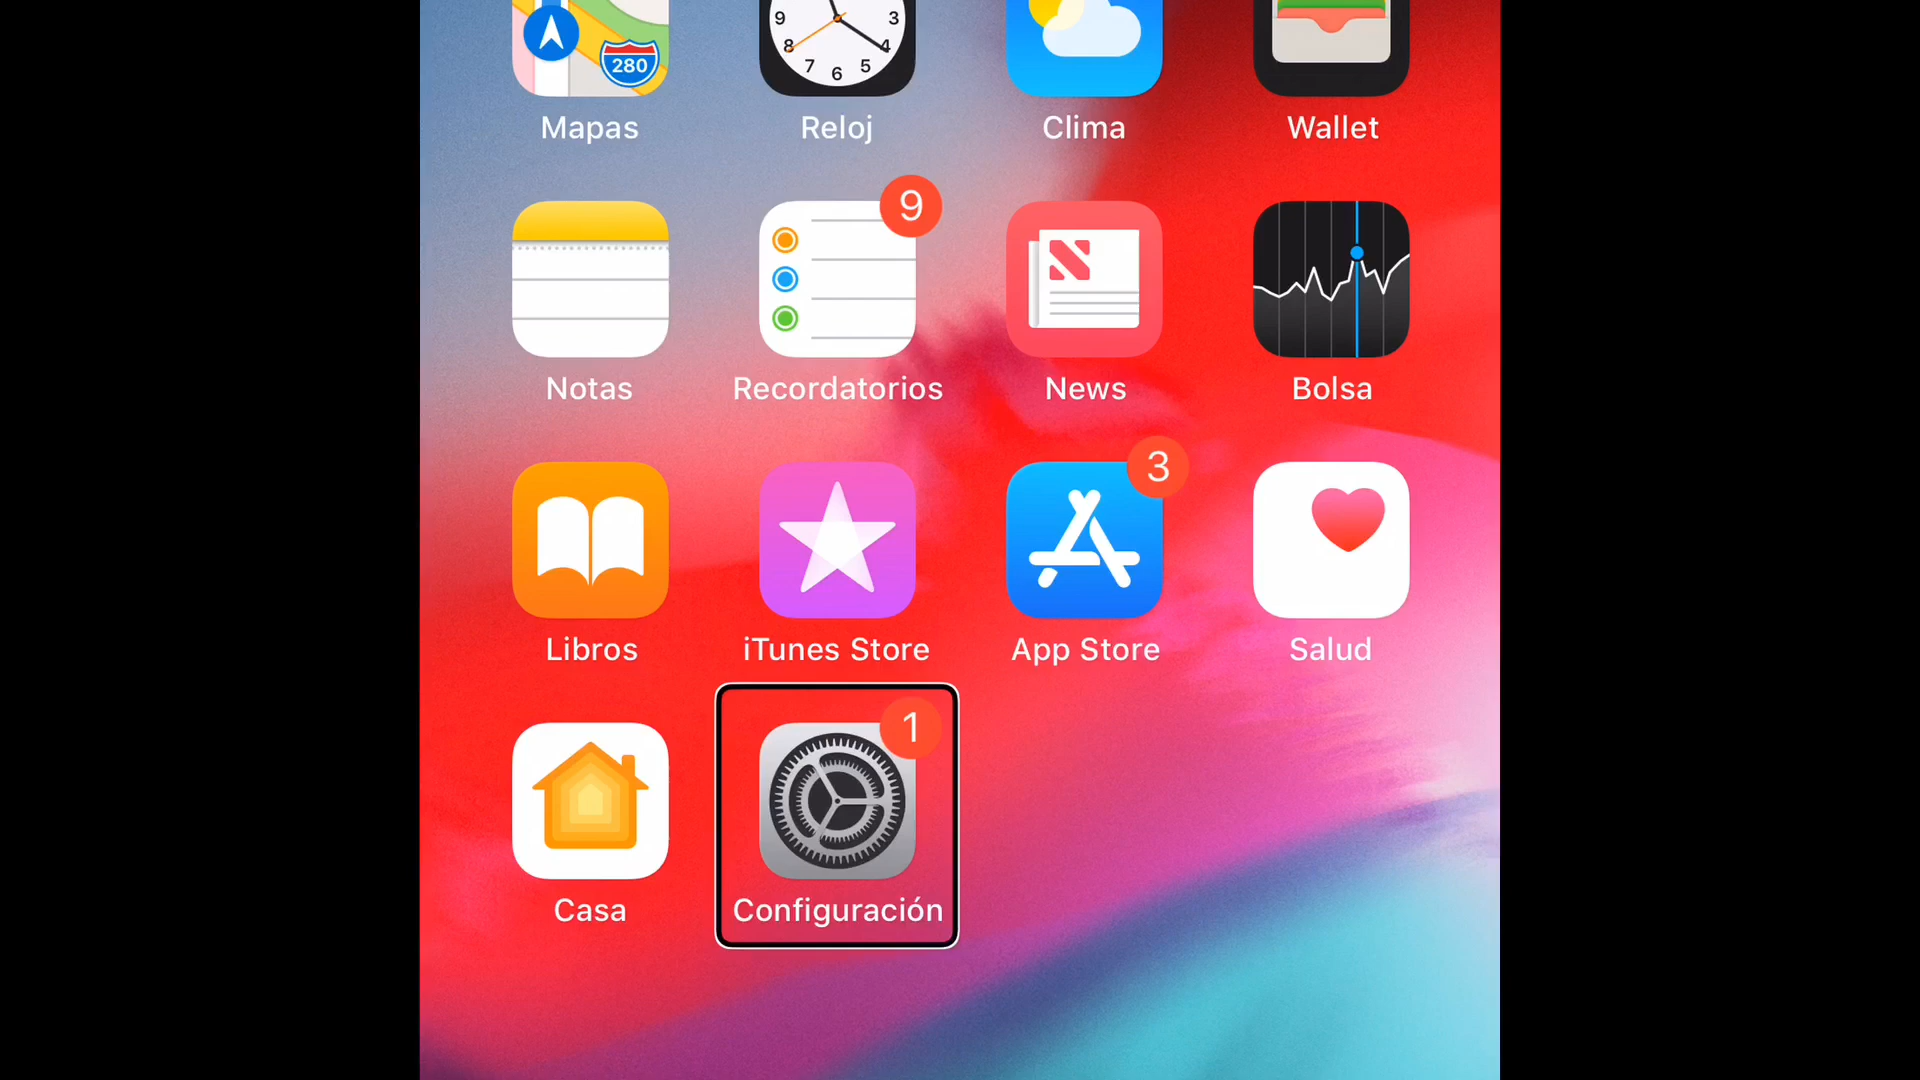 280
9
3
8
4
7
5
6
Mapas
Reloj
Clima
Wallet
9
Notas
Recordatorios
News
Bolsa
3
Libros
iTunes Store
App Store
Salud
1
Casa
Configuración